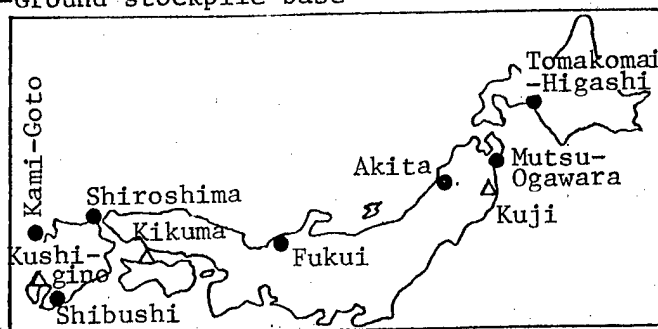 -Ground stockpile base
Tomakomai
-Higashi
Kami-Goto
Mutsu-
Ogawara
Akita
Shiroshima
Kuji
Kikuma
Kushi-
gino
Fukui
Shibushi